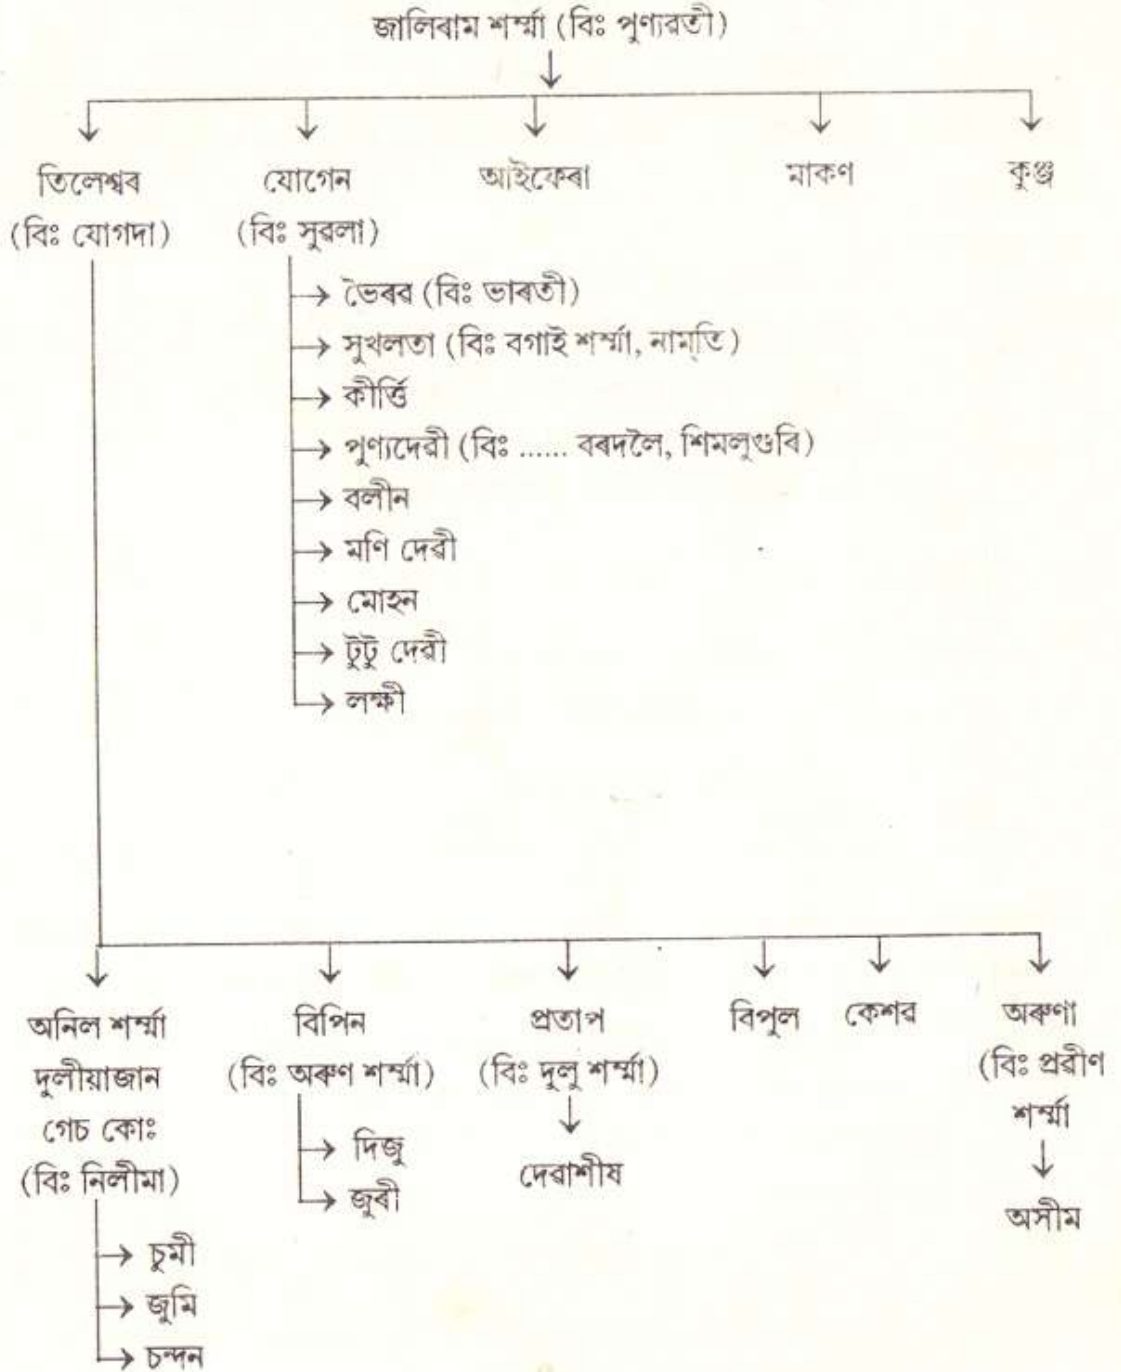 জালিৰাম শৰ্ম্মা (বিঃ পুণ্যৱতী)
তিলেশ্বৰ
যোগেন
আইফেৰা
মাকণ
কুঞ্জ
(বিঃ যোগদা)
(বিঃ সুৱলা)
ভৈৰৱ (বিঃ ভাৰতী)
সুখলতা (বিঃ বগাই শৰ্ম্মা, নাম্‌তি)
কীৰ্ত্তি
পুণ্যদেৱী (বিঃ ...... বৰদলৈ, শিমলুগুৰি)
বলীন
মণি দেৱী
মোহন
টুটু দেৱী
লক্ষী
অনিল শৰ্ম্মা
দুলীয়াজান
গেচ কোঃ
(বিঃ নিলীমা)
চুমী
জুমি
চন্দন
বিপিন
(বিঃ অৰুণ শৰ্ম্মা)
দিজু
জুৰী
প্ৰতাপ
(বিঃ দুলু শৰ্ম্মা)
দেৱাশীষ
বিপুল
কেশৱ
অৰুণা
(বিঃ প্ৰৱীণ
শৰ্ম্মা
অসীম